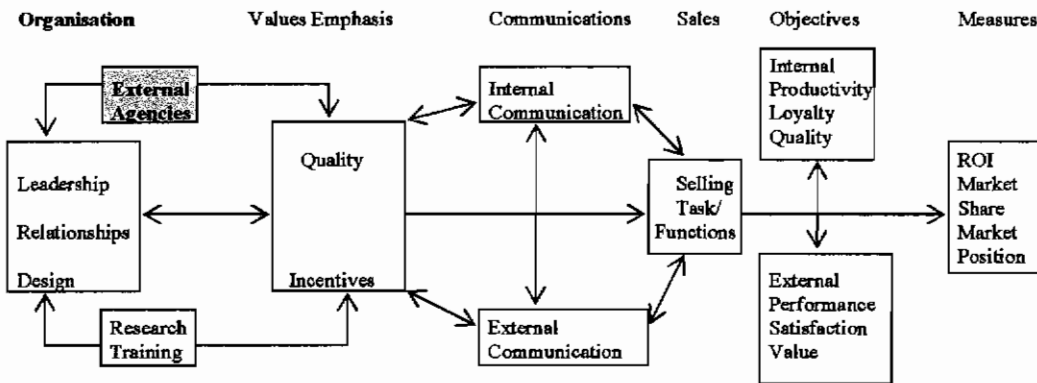 Organisation
Values Emphasis
Communications
Sales
Objectives
Measures
External
Agencies
Leadership
Relationships
Design
Research
Training
Quality
Incentives
Internal
Communication
External
Communication
Selling
Task/
Functions
Internal
Productivity
Loyalty
Quality
External
Performance
Satisfaction
Value
ROI
Market
Share
Market
Position